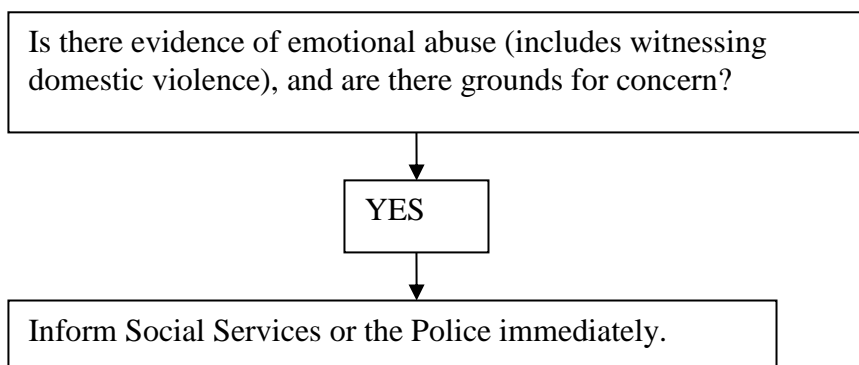 Is there evidence of emotional abuse (includes witnessing
domestic violence), and are there grounds for concern?
YES
Inform Social Services or the Police immediately.